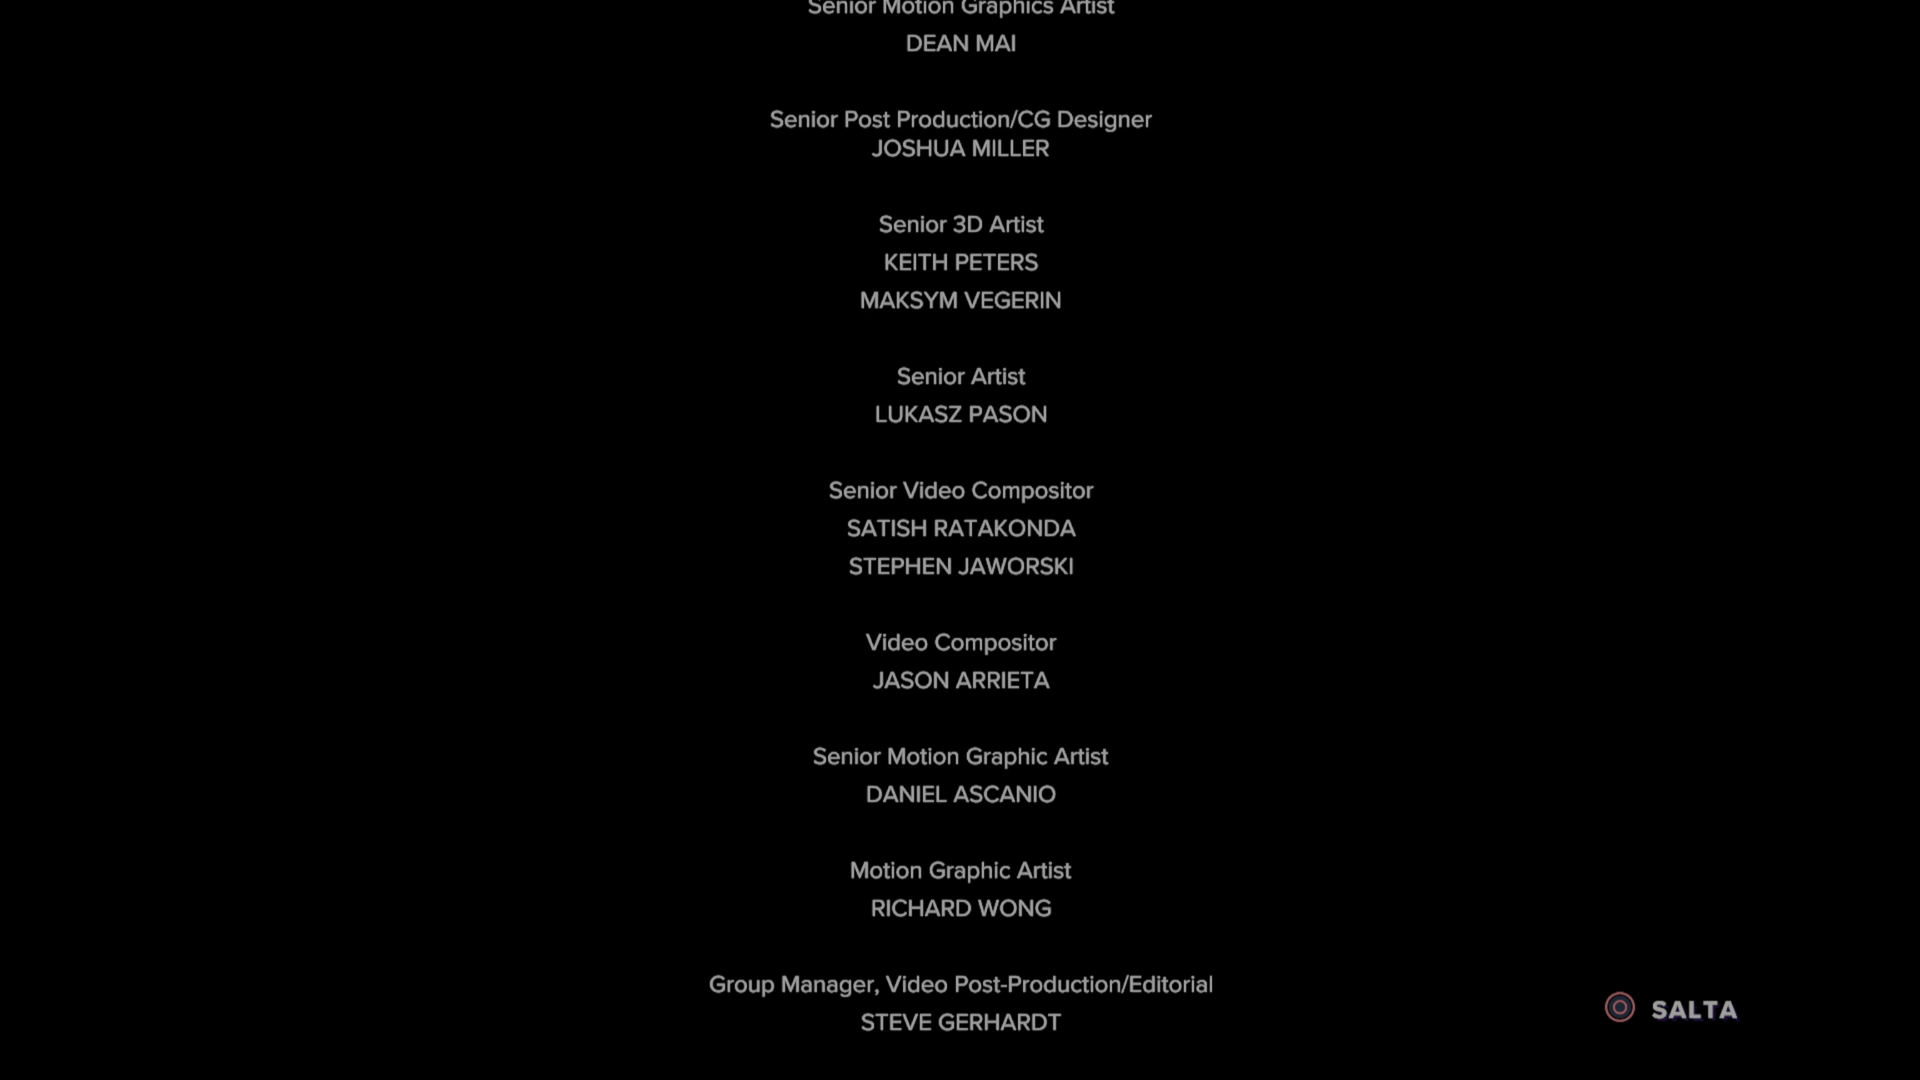 Senior Motion Graphics Artist
DEAN MAI
Senior Post Production/CG Designer
JOSHUA MILLER
Senior 3D Artist
KEITH PETERS
MAKSYM VEGERIN
Senior Artist
LUKASZ PASON
Senior Video Compositor
SATISH RATAKONDA
STEPHEN JAWORSKI
Video Compositor
JASON ARRIETA
Senior Motion Graphic Artist
DANIEL ASCANIO
Motion Graphic Artist
RICHARD WONG
Group Manager, Video Post-Production/Editorial
STEVE GERHARDT
SALTA